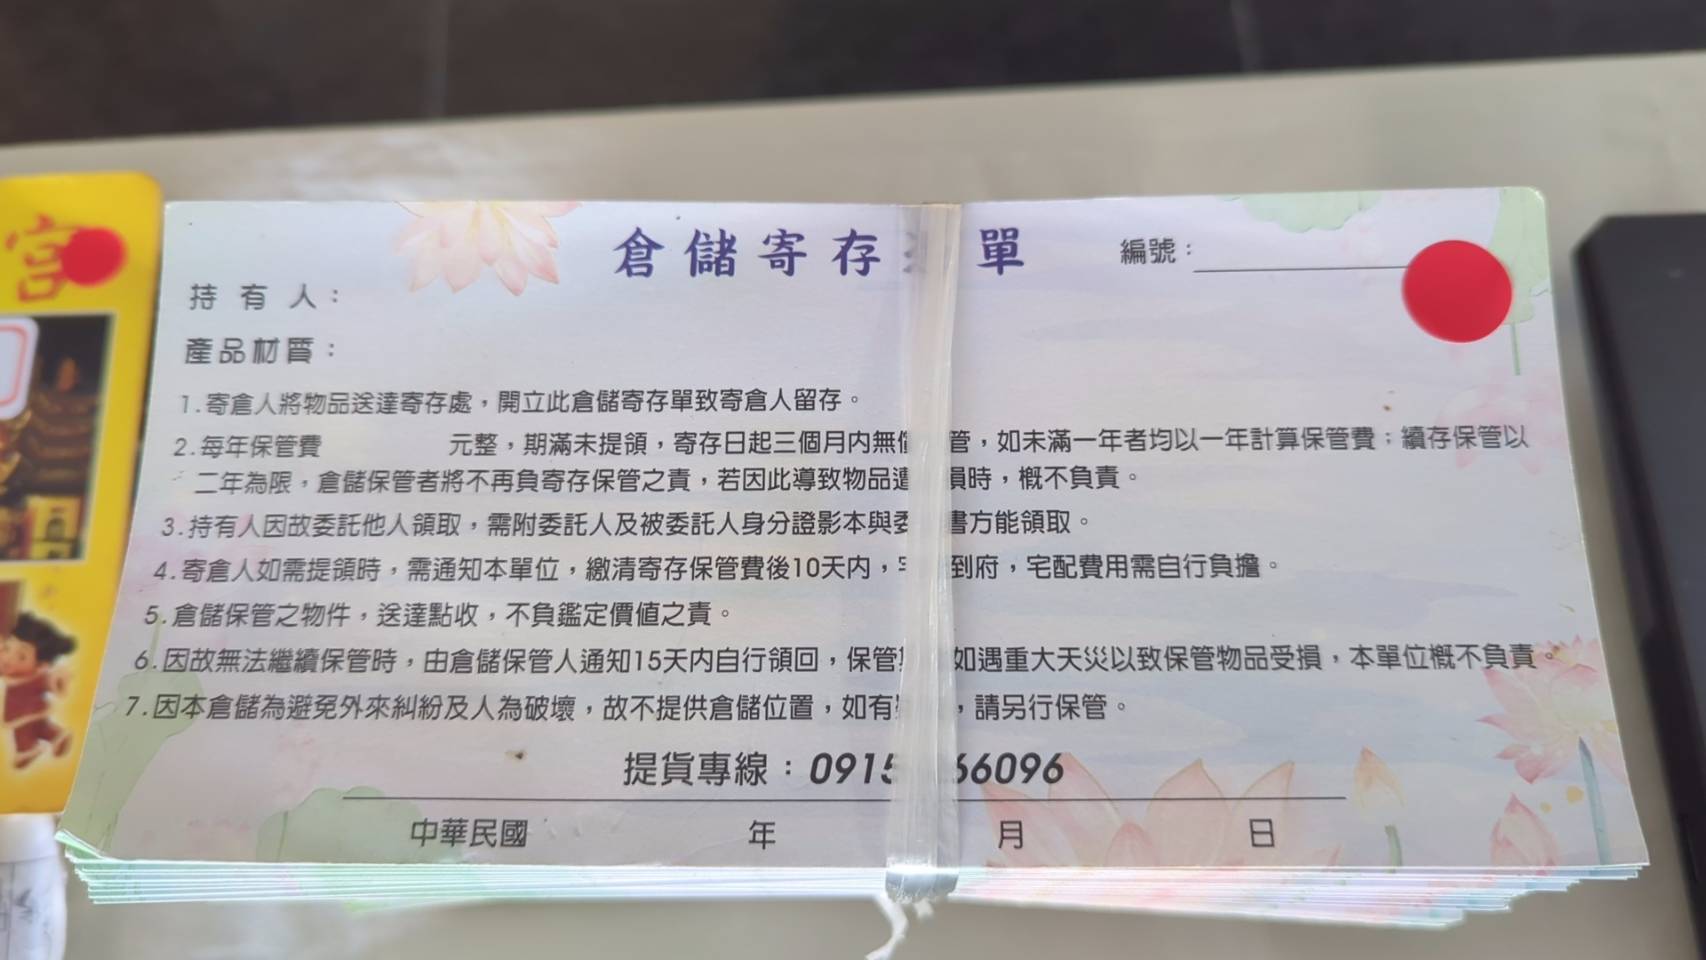 宮
倉儲寄存 單
編號：
持有人：
產品材質：
1.寄倉人將物品送達寄存處，開立此倉儲寄存單致寄倉人留存。
2.每年保管費 元整，期滿未提領，寄存日起三個月內無 管，如未滿一年者均以一年計算保管費；續存保管以
二年為限，倉儲保管者將不再負寄存保管之責，若因此導致物品遭 損時，概不負責。
3.持有人因故委託他人領取，需附委託人及被委託人身分證影本與委 書方能領取。
4.寄倉人如需提領時，需通知本單位，繳清寄存保管費後10天內， 到府，宅配費用需自行負擔。
5.倉儲保管之物件，送達點收，不負鑑定價值之責。
6.因故無法繼續保管時，由倉儲保管人通知15天內自行領回，保管 如遇重大天災以致保管物品受損，本單位概不負責。
7.因本倉儲為避免外來糾紛及人為破壞，故不提供倉儲位置，如有 ，請另行保管。
提貨專線：0915 66096
中華民國 年 月 日